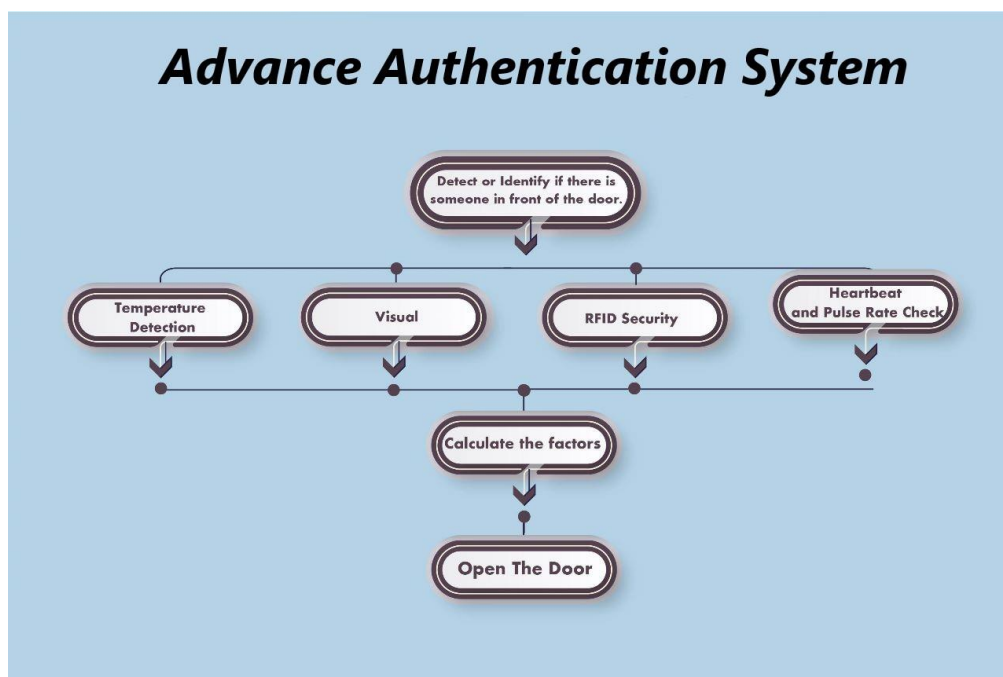 Advance Authentication System
Detect or Identify if there is
someone in front of the door.
Temperature
Detection
Visual
RFID Security
Heartbeat
and Pulse Rate Check
Calculate the factors
Open The Door